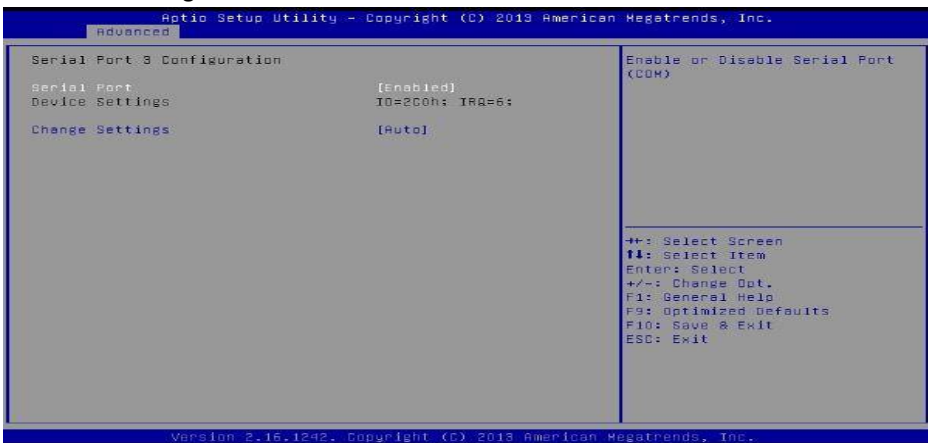 Aptio Setup Utility - Copyright (C) 2013 American Megatrends, Inc.
Advanced
Serial Port 3 Configuration
Serial Port [Enabled]
Device Settings IO=2C0h; IRQ=6;
Change Settings [Auto]
Enable or Disable Serial Port
(COM)
→←: Select Screen
↑↓: Select Item
Enter: Select
+/-: Change Opt.
F1: General Help
F9: Optimized Defaults
F10: Save & Exit
ESC: Exit
Version 2.16.1242. Copyright (C) 2013 American Megatrends, Inc.